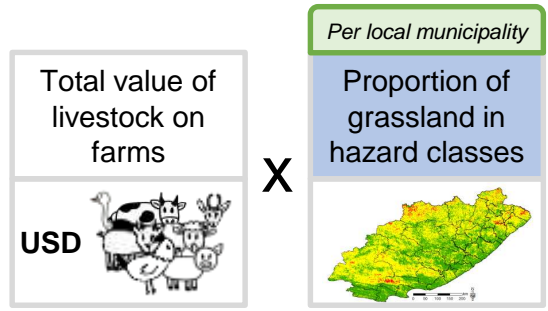 Per local municipality
Total value of
livestock on
farms
X
Proportion of
grassland in
hazard classes
USD